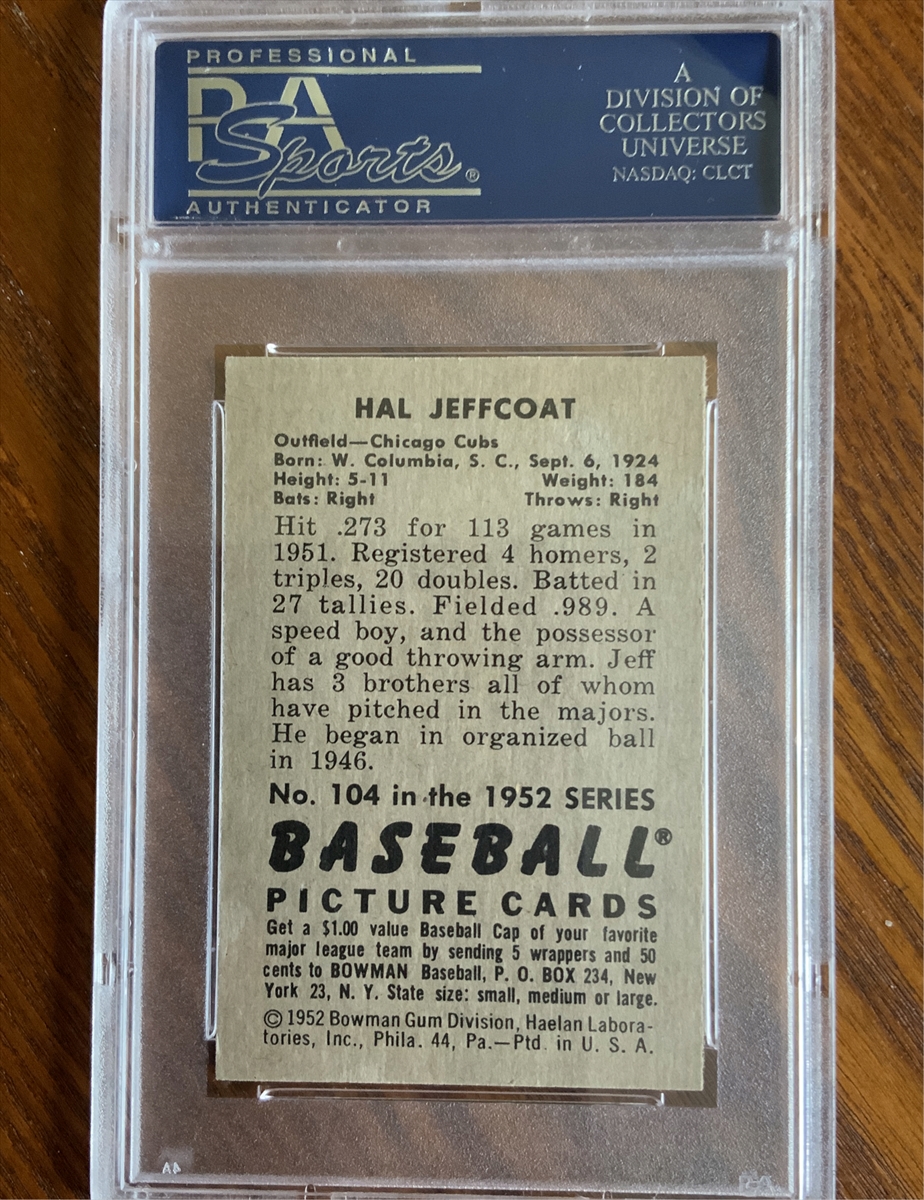 PROFESSIONAL
PSA
Sports®
AUTHENTICATOR
A
DIVISION OF
COLLECTORS
UNIVERSE
NASDAQ: CLCT
HAL JEFFCOAT
Outfield—Chicago Cubs
Born: W. Columbia, S. C., Sept. 6, 1924
Height: 5-11 Weight: 184
Bats: Right Throws: Right
Hit .273 for 113 games in
1951. Registered 4 homers, 2
triples, 20 doubles. Batted in
27 tallies. Fielded .989. A
speed boy, and the possessor
of a good throwing arm. Jeff
has 3 brothers all of whom
have pitched in the majors.
He began in organized ball
in 1946.
No. 104 in the 1952 SERIES
BASEBALL®
PICTURE CARDS
Get a $1.00 value Baseball Cap of your favorite
major league team by sending 5 wrappers and 50
cents to BOWMAN Baseball, P. O. BOX 234, New
York 23, N. Y. State size: small, medium or large.
© 1952 Bowman Gum Division, Haelan Labora-
tories, Inc., Phila. 44, Pa.—Ptd. in U. S. A.